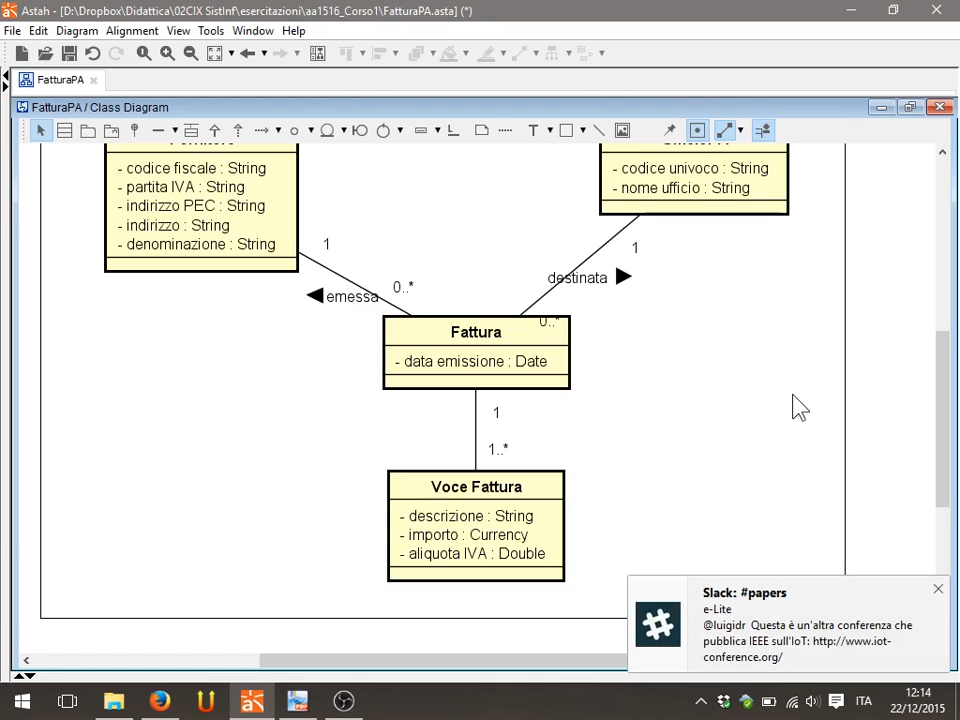 Astah - [D:\Dropbox\Didattica\02CIX SistInf\esercitazioni\aa1516_Corso1\FatturaPA.asta] (*)
File Edit Diagram Alignment View Tools Window Help
FatturaPA
FatturaPA / Class Diagram
- codice fiscale : String
- partita IVA : String
- indirizzo PEC : String
- indirizzo : String
- denominazione : String
- codice univoco : String
- nome ufficio : String
1
1
0..*
emessa
destinata
0..*
Fattura
- data emissione : Date
1
1..*
Voce Fattura
- descrizione : String
- importo : Currency
- aliquota IVA : Double
Slack: #papers
e-Lite
@luigidr Questa è un'altra conferenza che
pubblica IEEE sull'IoT: http://www.iot-
conference.org/
ITA
12:14
22/12/2015